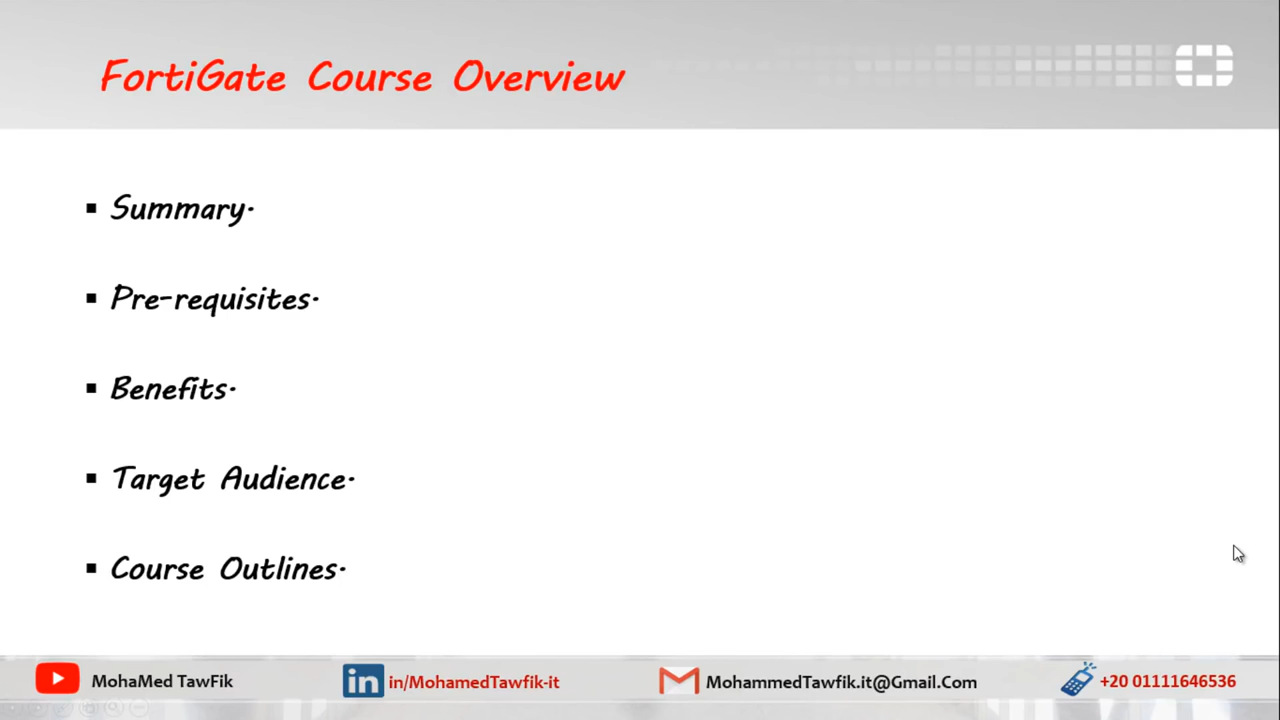 FortiGate Course Overview
▪ Summary.
▪ Pre-requisites.
▪ Benefits.
▪ Target Audience.
▪ Course Outlines.
MohaMed TawFik
in in/MohamedTawfik-it
MohammedTawfik.it@Gmail.Com
+20 01111646536